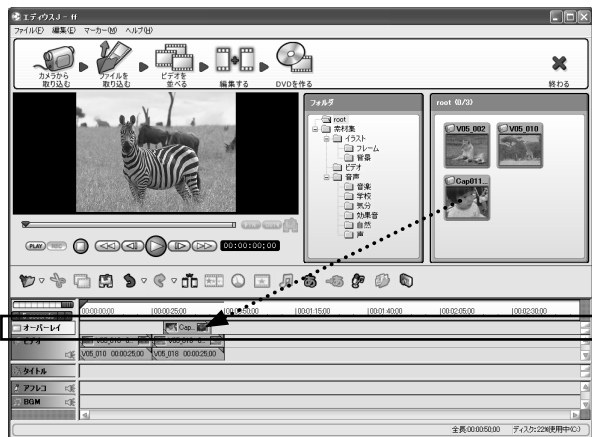 エディウスJ - ff
ファイル(F) 編集(E) マーカー(M) ヘルプ(H)
カメラから
取り込む
ファイルを
取り込む
ビデオを
並べる
編集する
DVDを作る
終わる
フォルダ
root
素材集
イラスト
フレーム
背景
ビデオ
音声
音楽
学校
気分
効果音
自然
声
root (0/3)
V05_002
V05_010
Cap011...
PLAY
00:00:00;00
00:00:00;00
00:00:25;00
00:00:50;00
00:01:15;00
00:01:40;00
00:02:05;00
00:02:30;00
オーバーレイ
Cap...
ビデオ
V05_010 0...
V05_018 0...
V05_010 00:00:25;00
V05_018 00:00:25;00
タイトル
アフレコ
BGM
全長:00:00:50;00
ディスク:22%使用中(C:)